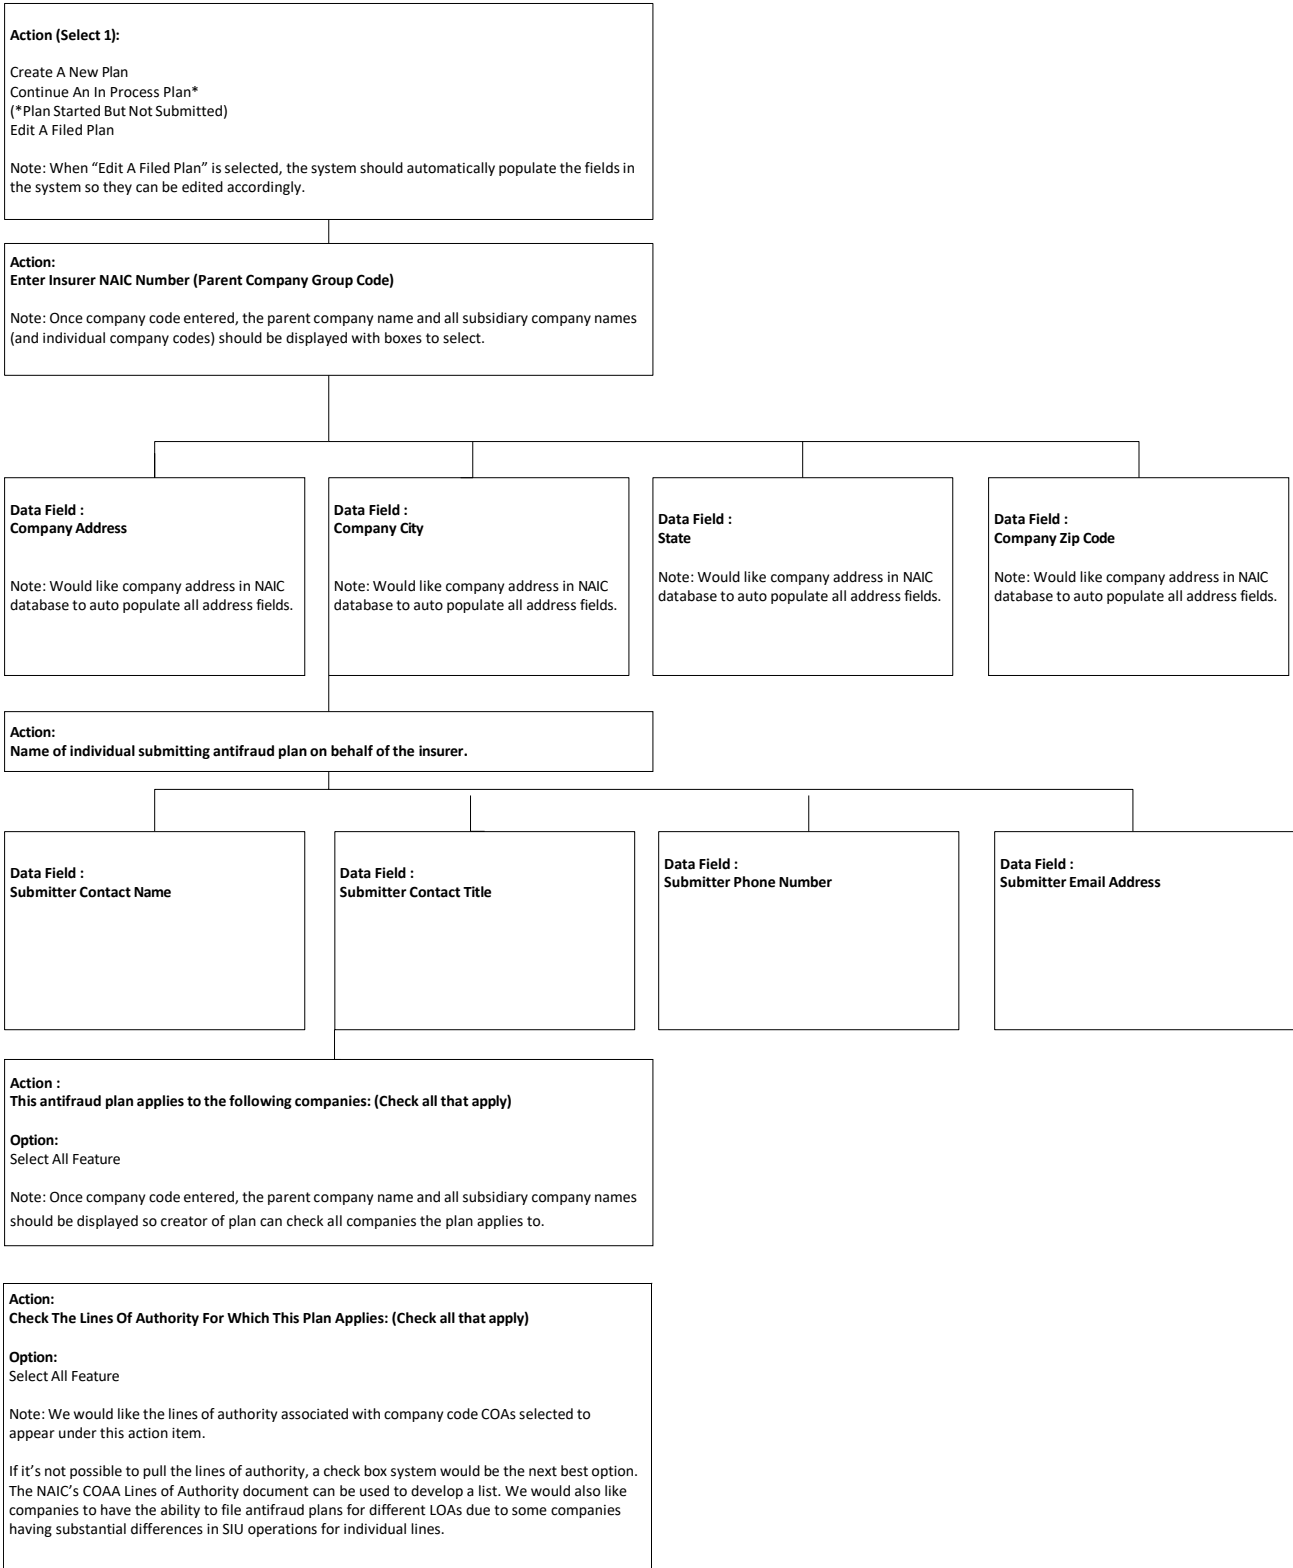 Action (Select 1):
Create A New Plan
Continue An In Process Plan*
(*Plan Started But Not Submitted)
Edit A Filed Plan
Note: When “Edit A Filed Plan” is selected, the system should automatically populate the fields in
the system so they can be edited accordingly.
Action:
Enter Insurer NAIC Number (Parent Company Group Code)
Note: Once company code entered, the parent company name and all subsidiary company names
(and individual company codes) should be displayed with boxes to select.
Data Field :
Company Address
Note: Would like company address in NAIC
database to auto populate all address fields.
Data Field :
Company City
Note: Would like company address in NAIC
database to auto populate all address fields.
Data Field :
State
Note: Would like company address in NAIC
database to auto populate all address fields.
Data Field :
Company Zip Code
Note: Would like company address in NAIC
database to auto populate all address fields.
Action:
Name of individual submitting antifraud plan on behalf of the insurer.
Data Field :
Submitter Contact Name
Data Field :
Submitter Contact Title
Data Field :
Submitter Phone Number
Data Field :
Submitter Email Address
Action :
This antifraud plan applies to the following companies: (Check all that apply)
Option:
Select All Feature
Note: Once company code entered, the parent company name and all subsidiary company names
should be displayed so creator of plan can check all companies the plan applies to.
Action:
Check The Lines Of Authority For Which This Plan Applies: (Check all that apply)
Option:
Select All Feature
Note: We would like the lines of authority associated with company code COAs selected to
appear under this action item.
If it’s not possible to pull the lines of authority, a check box system would be the next best option.
The NAIC’s COAA Lines of Authority document can be used to develop a list. We would also like
companies to have the ability to file antifraud plans for different LOAs due to some companies
having substantial differences in SIU operations for individual lines.